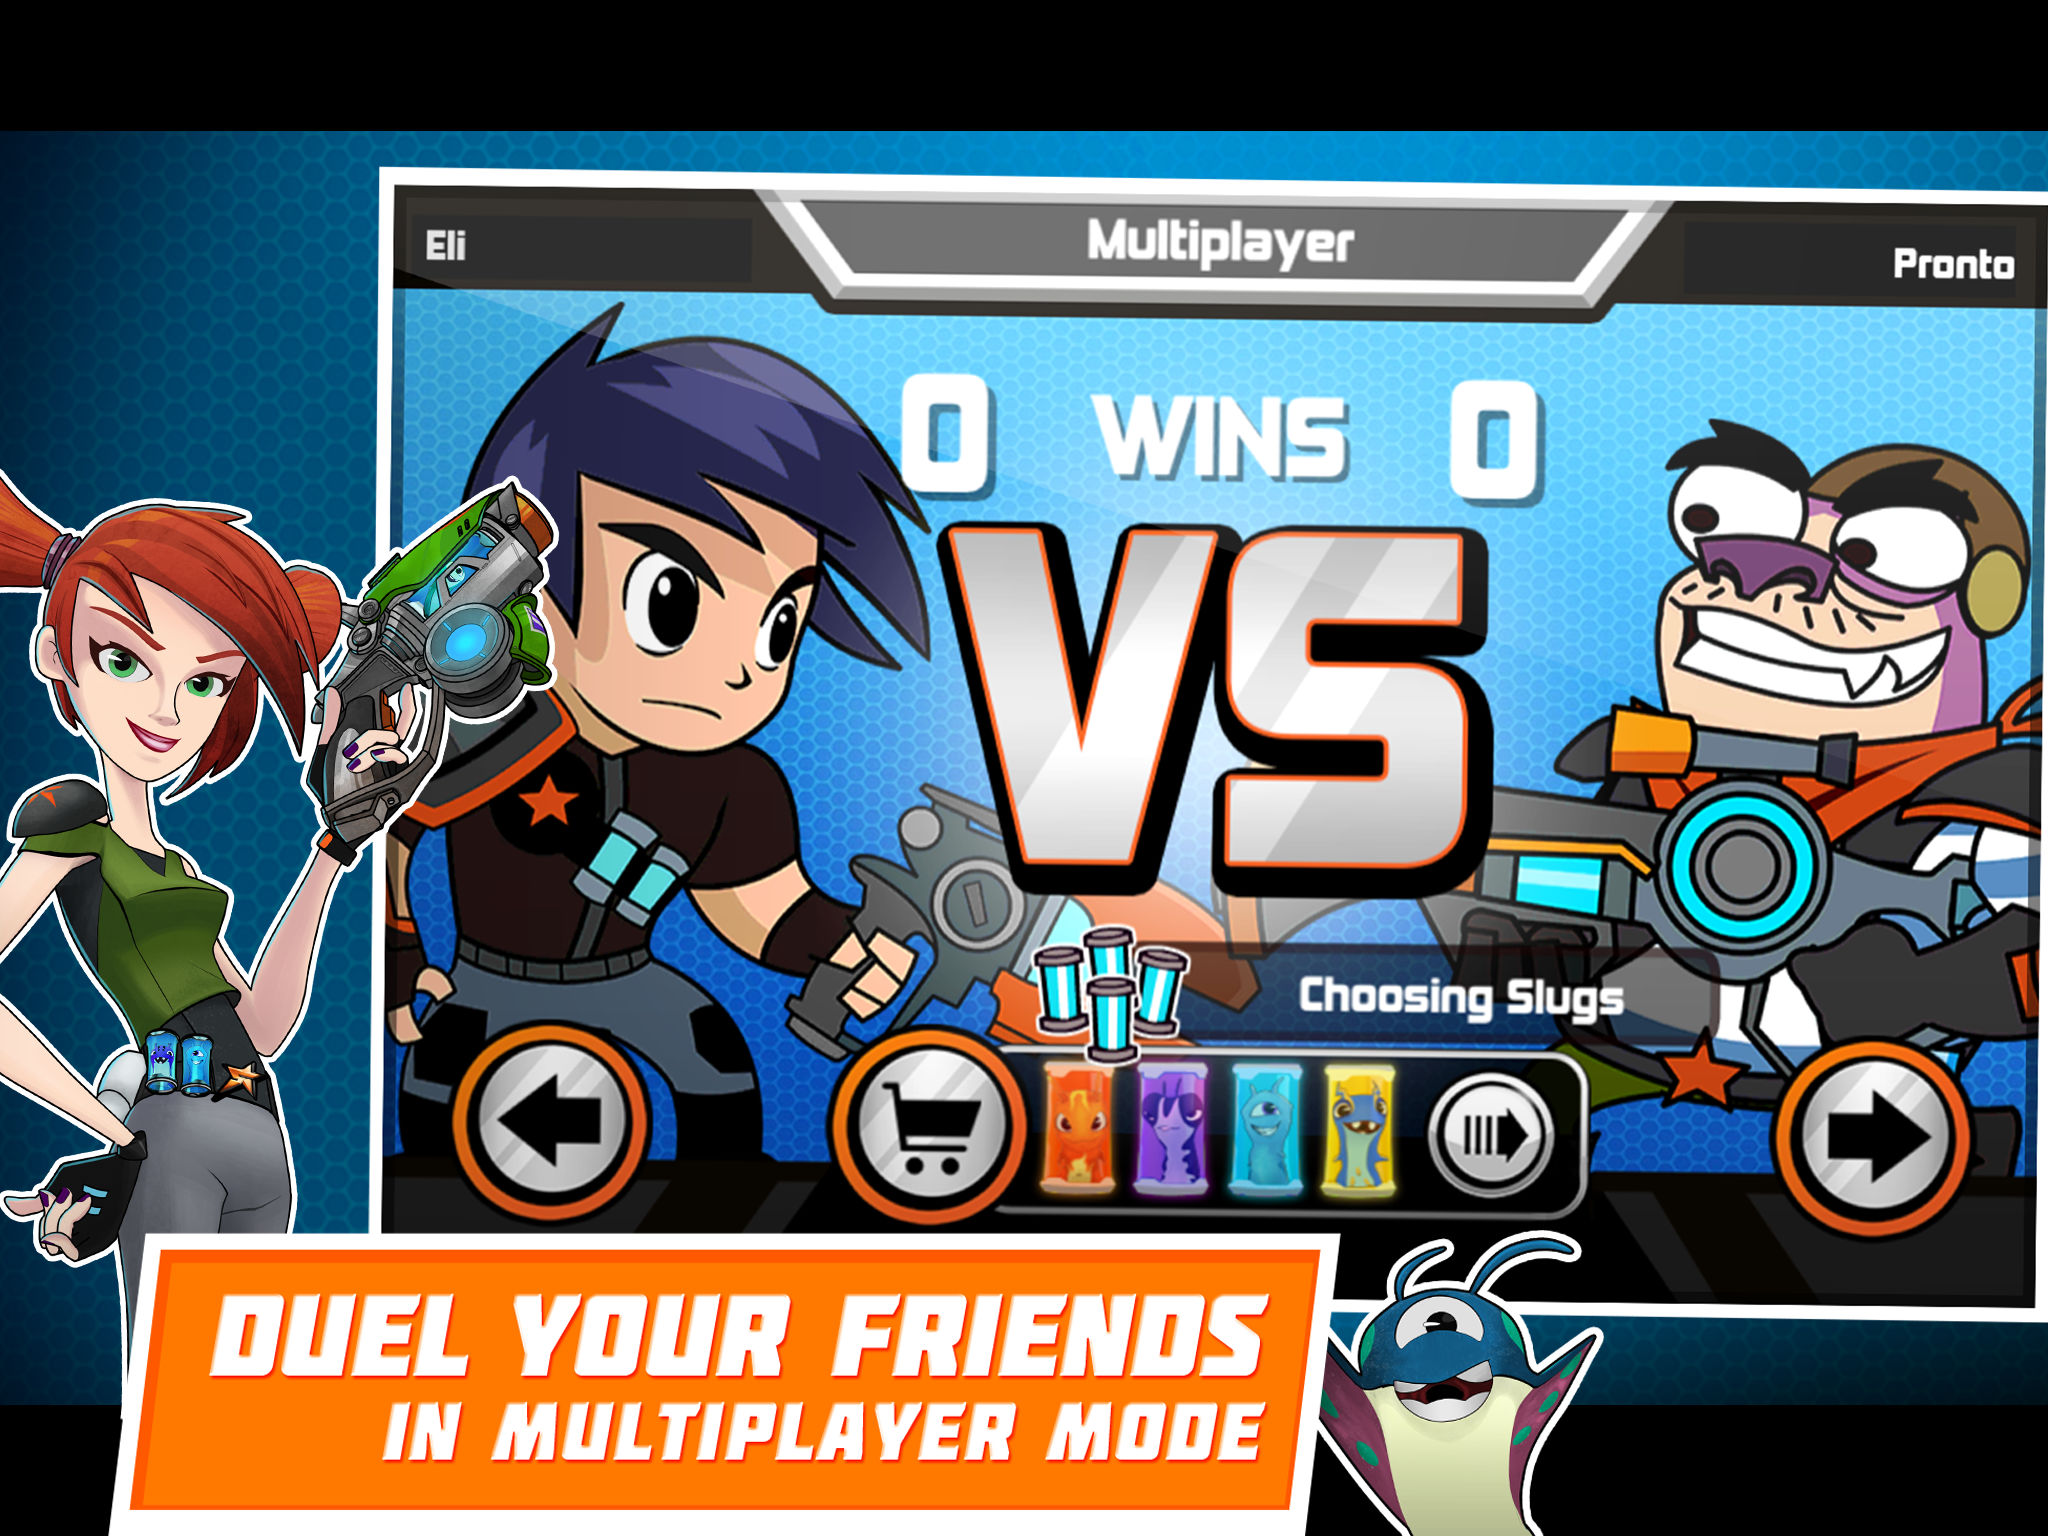 Eli
Multiplayer
Pronto
0 WINS 0
VS
Choosing Slugs
DUEL YOUR FRIENDS
IN MULTIPLAYER MODE